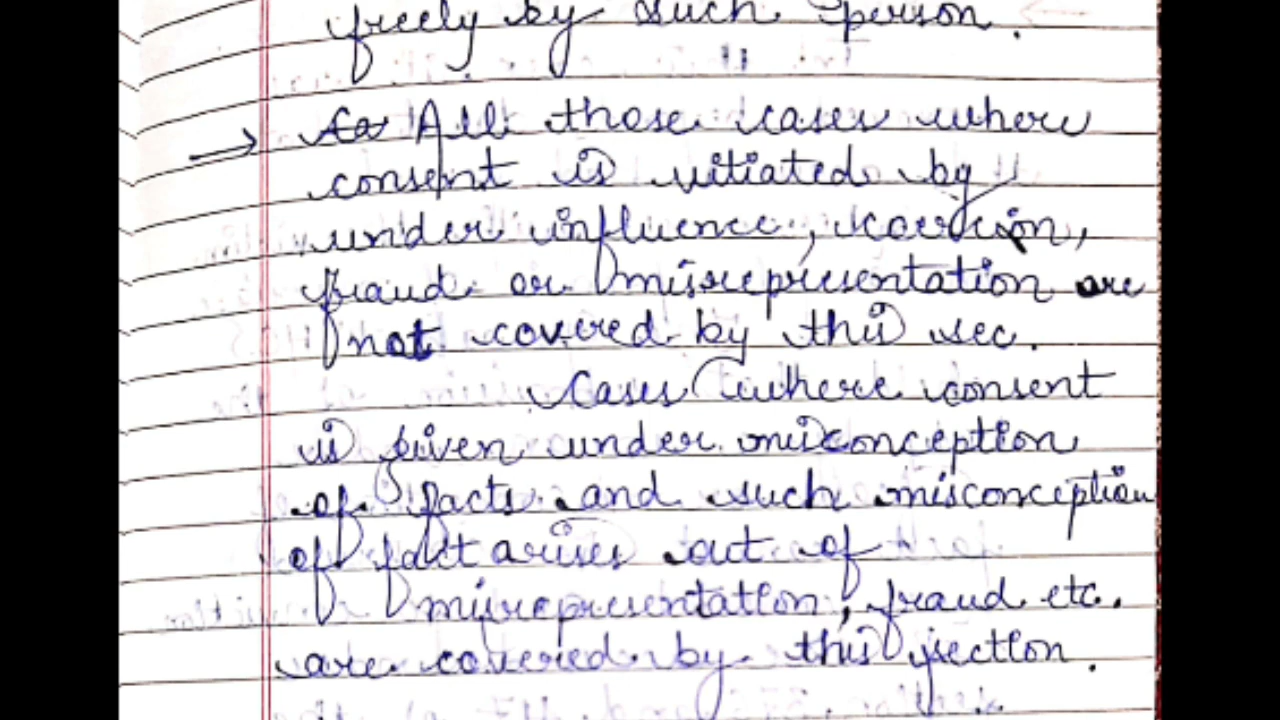 freely by such person.
→ All those cases where
consent is vitiated by
under influence, coercion,
fraud or misrepresentation are
not covered by this sec.
Cases where consent
is given under misconception
of facts and such misconception
of fact arises out of
misrepresentation, fraud etc.
are covered by this section.